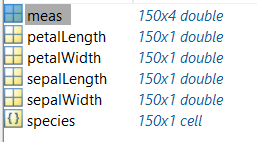 meas 150x4 double
petalLength 150x1 double
petalWidth 150x1 double
sepalLength 150x1 double
sepalWidth 150x1 double
{} species 150x1 cell